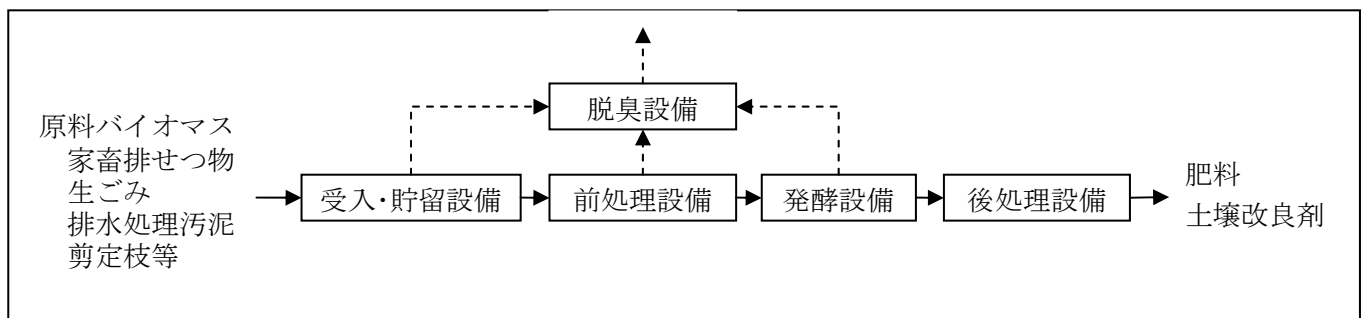 脱臭設備
原料バイオマス
家畜排せつ物
生ごみ
排水処理汚泥
剪定枝等
受入・貯留設備
前処理設備
発酵設備
後処理設備
肥料
土壌改良剤